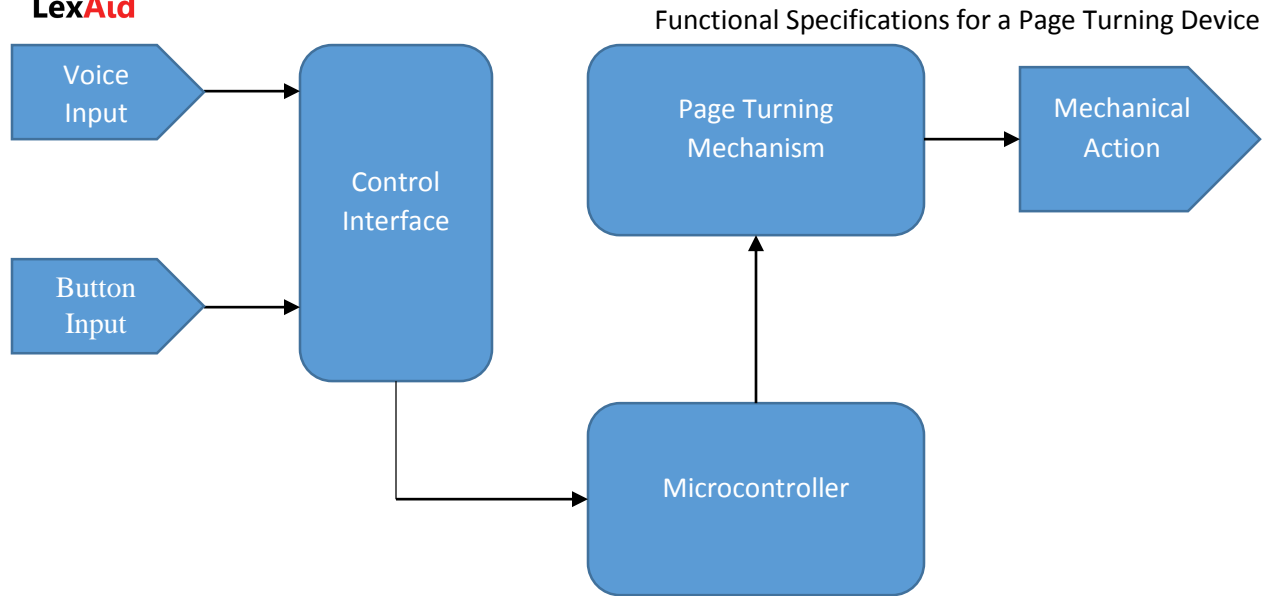 LexAid
Functional Specifications for a Page Turning Device
Voice
Input
Button
Input
Control
Interface
Page Turning
Mechanism
Mechanical
Action
Microcontroller